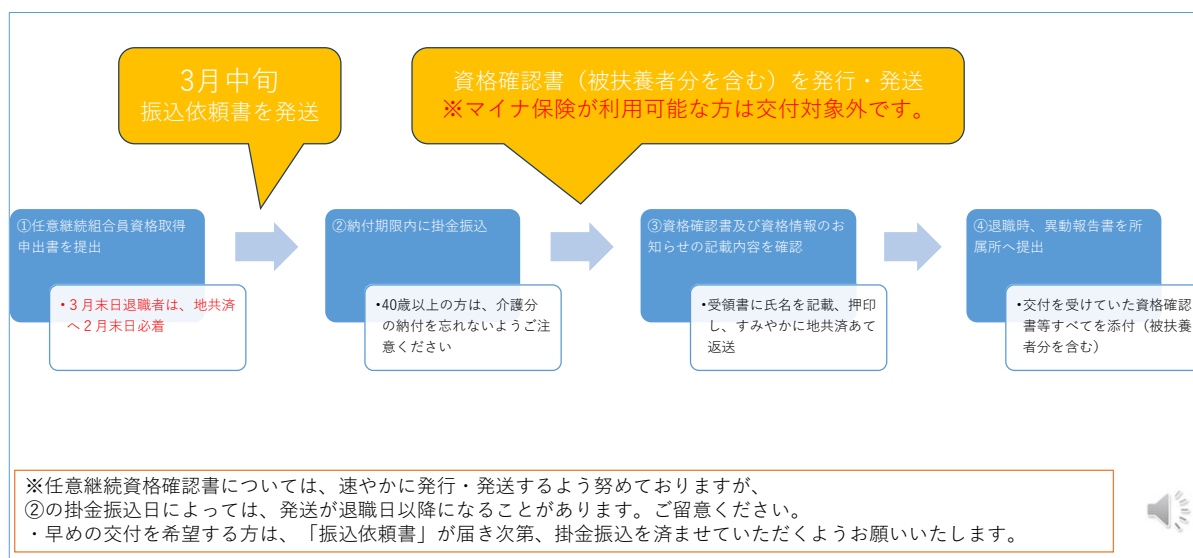 3月中旬
振込依頼書を発送
資格確認書（被扶養者分を含む）を発行・発送
※マイナ保険が利用可能な方は交付対象外です。
①任意継続組合員資格取得
申出書を提出
•３月末日退職者は、地共済
へ２月末日必着
②納付期限内に掛金振込
•40歳以上の方は、介護分
の納付を忘れないようご注
意ください
③資格確認書及び資格情報のお
知らせの記載内容を確認
•受領書に氏名を記載、押印
し、すみやかに地共済あて
返送
④退職時、異動報告書を所
属所へ提出
•交付を受けていた資格確認
書等すべてを添付（被扶養
者分を含む）
※任意継続資格確認書については、速やかに発行・発送するよう努めておりますが、
②の掛金振込日によっては、発送が退職日以降になることがあります。ご留意ください。
・早めの交付を希望する方は、「振込依頼書」が届き次第、掛金振込を済ませていただくようお願いいたします。